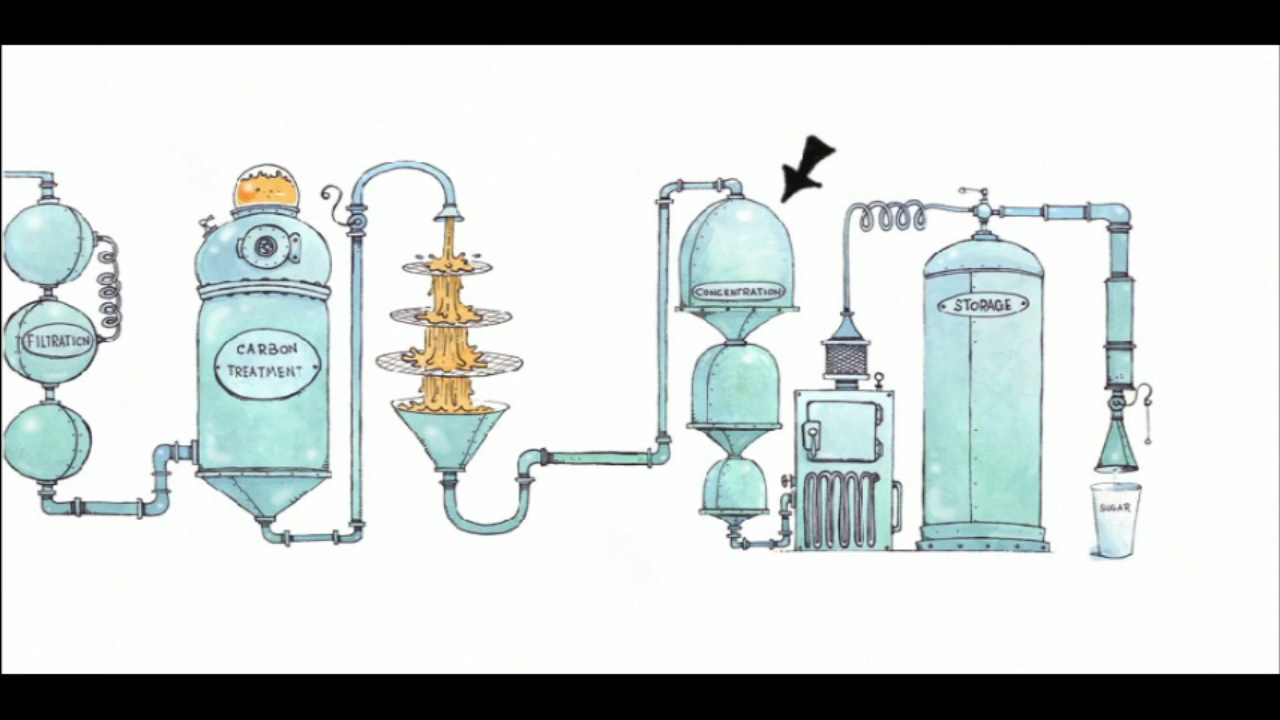 FILTRATION
CARBON
TREATMENT
CONCENTRATION
STORAGE
SUGAR